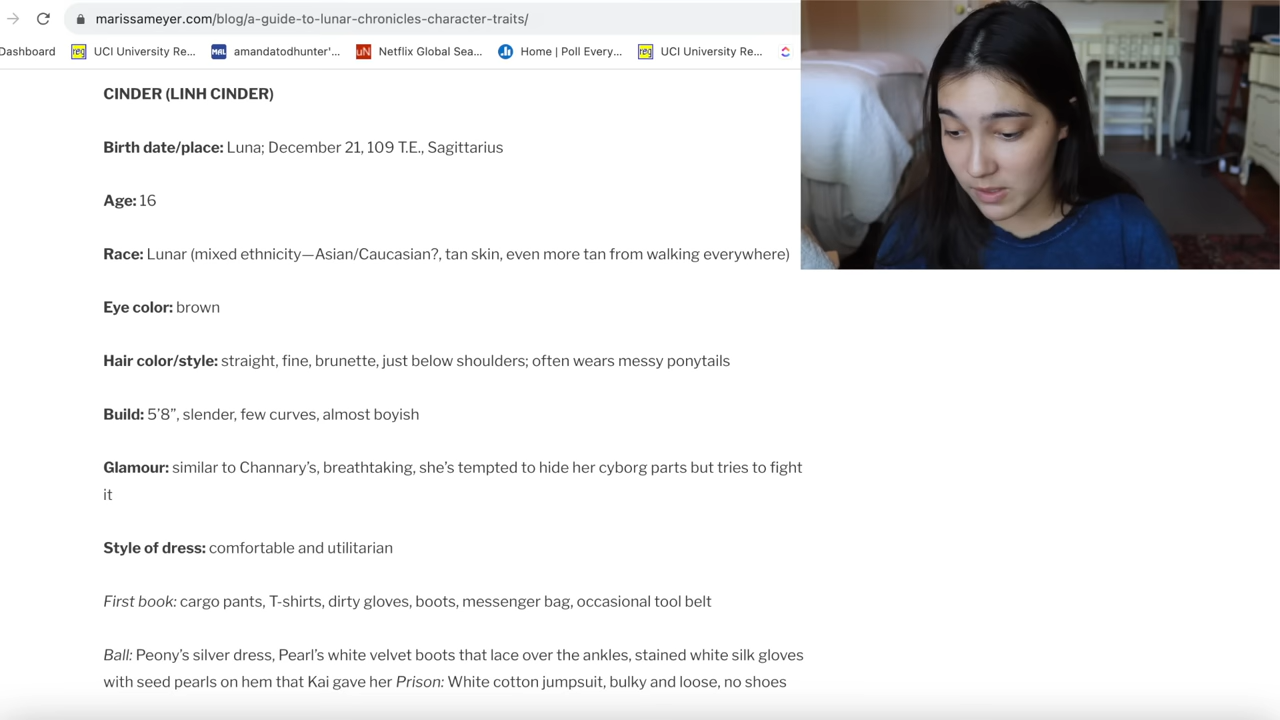 marissameyer.com/blog/a-guide-to-lunar-chronicles-character-traits/
Dashboard reg UCI University Re... MAL amandatodhunter'... uN Netflix Global Sea... Home | Poll Every... reg UCI University Re...
CINDER (LINH CINDER)
Birth date/place: Luna; December 21, 109 T.E., Sagittarius
Age: 16
Race: Lunar (mixed ethnicity—Asian/Caucasian?, tan skin, even more tan from walking everywhere)
Eye color: brown
Hair color/style: straight, fine, brunette, just below shoulders; often wears messy ponytails
Build: 5’8”, slender, few curves, almost boyish
Glamour: similar to Channary’s, breathtaking, she’s tempted to hide her cyborg parts but tries to fight
it
Style of dress: comfortable and utilitarian
First book: cargo pants, T-shirts, dirty gloves, boots, messenger bag, occasional tool belt
Ball: Peony’s silver dress, Pearl’s white velvet boots that lace over the ankles, stained white silk gloves
with seed pearls on hem that Kai gave her Prison: White cotton jumpsuit, bulky and loose, no shoes